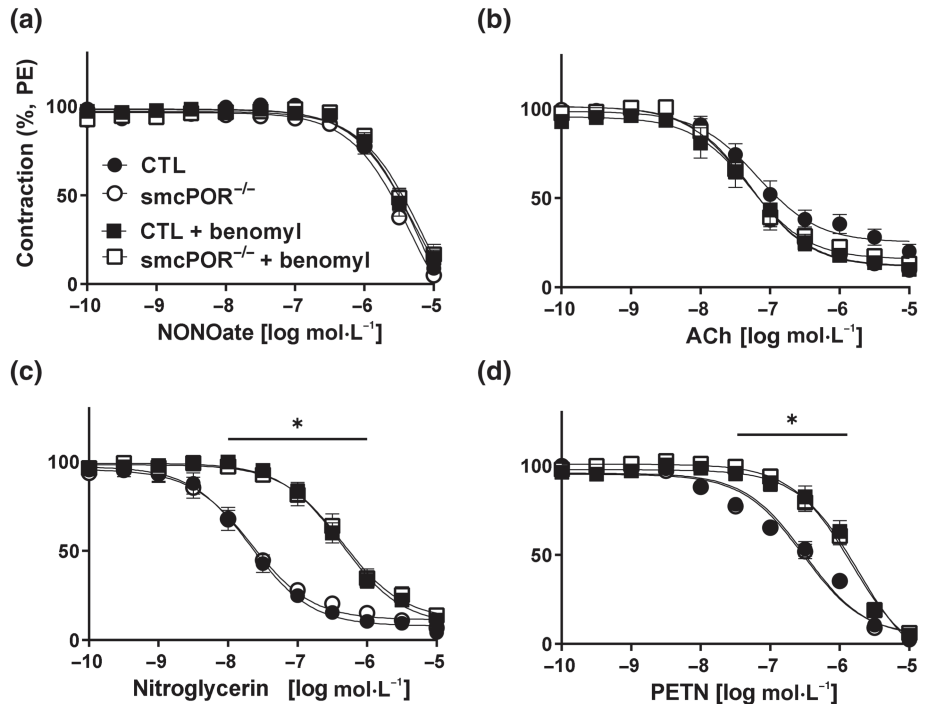 (a)
Contraction (%, PE)
100
50
0
CTL
smcPOR⁻/⁻
CTL + benomyl
smcPOR⁻/⁻ + benomyl
–10 –9 –8 –7 –6 –5
NONOate [log mol·L⁻¹]
(b)
100
50
0
–10 –9 –8 –7 –6 -5
ACh [log mol·L⁻¹]
(c)
*
100
50
0
–10 –9 –8 –7 –6 –5
Nitroglycerin [log mol·L⁻¹]
(d)
*
100
50
0
–10 –9 –8 –7 –6 –5
PETN [log mol·L⁻¹]